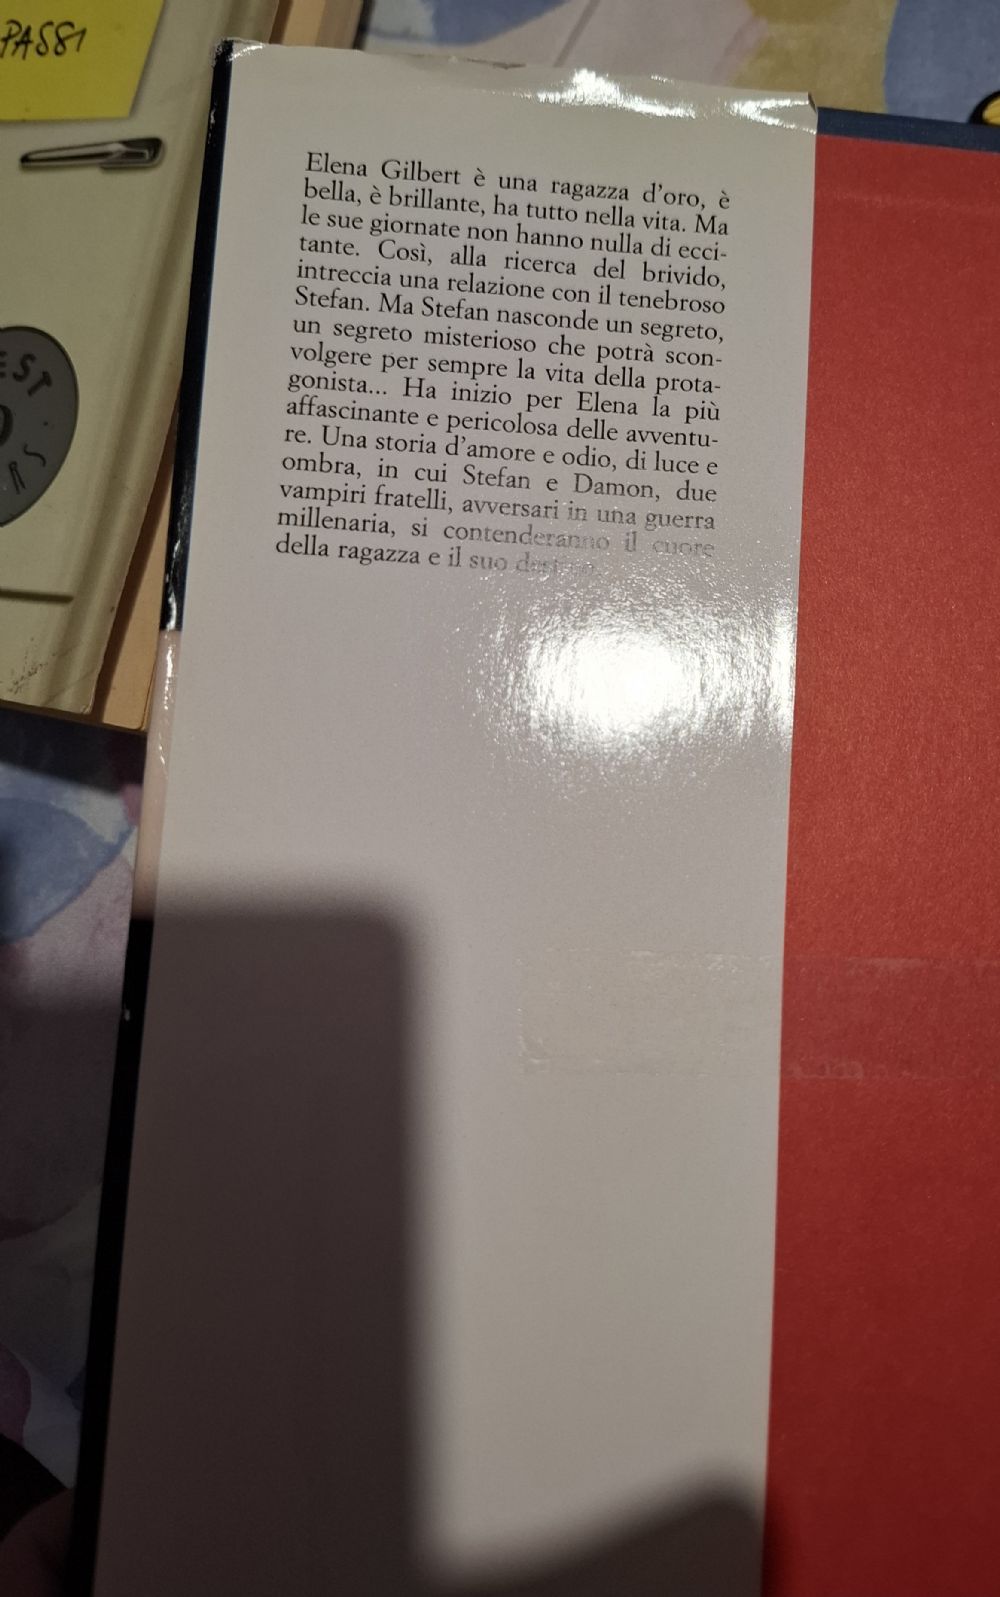 PASSI
EST
Elena Gilbert è una ragazza d'oro, è
bella, è brillante, ha tutto nella vita. Ma
le sue giornate non hanno nulla di ecci-
tante. Così, alla ricerca del brivido,
intreccia una relazione con il tenebroso
Stefan. Ma Stefan nasconde un segreto,
un segreto misterioso che potrà scon-
volgere per sempre la vita della prota-
gonista... Ha inizio per Elena la più
affascinante e pericolosa delle avventu-
re. Una storia d'amore e odio, di luce e
ombra, in cui Stefan e Damon, due
vampiri fratelli, avversari in una guerra
millenaria, si contenderanno il cuore
della ragazza e il suo